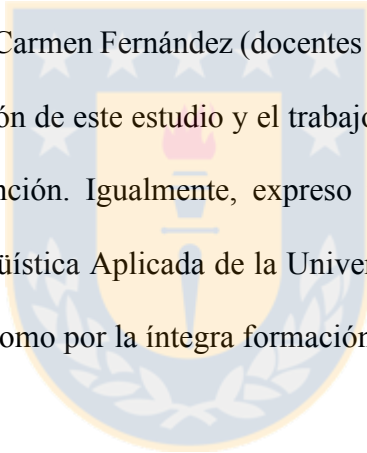 Carmen Fernández (docentes
ón de este estudio y el trabajo
nción. Igualmente, expreso
üística Aplicada de la Univer
omo por la íntegra formación